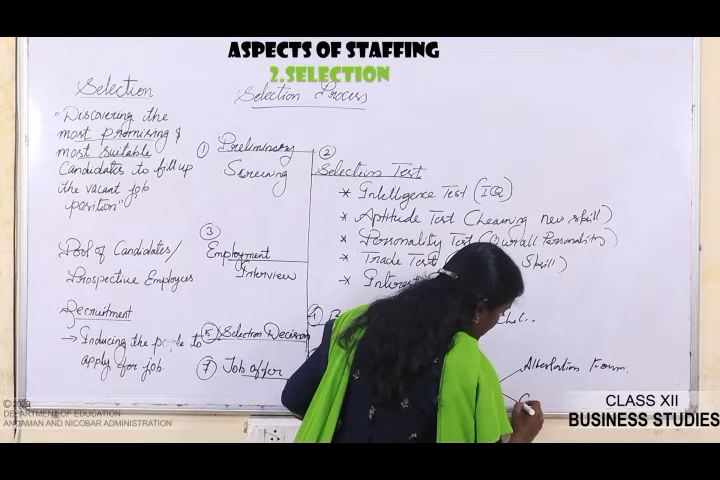 ASPECTS OF STAFFING
2.SELECTION
Selection
"Discovering the
most promising &
most suitable
Candidates to fill up
the vacant job
position"
Pool of Candidates/
Prospective Employees
Recruitment
→ Inducing the people to
apply for job.
Selection Process
① Preliminary
Screening
②
Selection Test
* Intelligence Test (IQ)
* Aptitude Test (Learning new skill)
* Personality Test (Overall Personality)
* Trade Test
Skill)
* Interest
③
Employment
Interview
④
⑤ Selection Decision
⑦ Job offer
Form.
©2020
DEPARTMENT OF EDUCATION
ANDAMAN AND NICOBAR ADMINISTRATION
CLASS XII
BUSINESS STUDIES